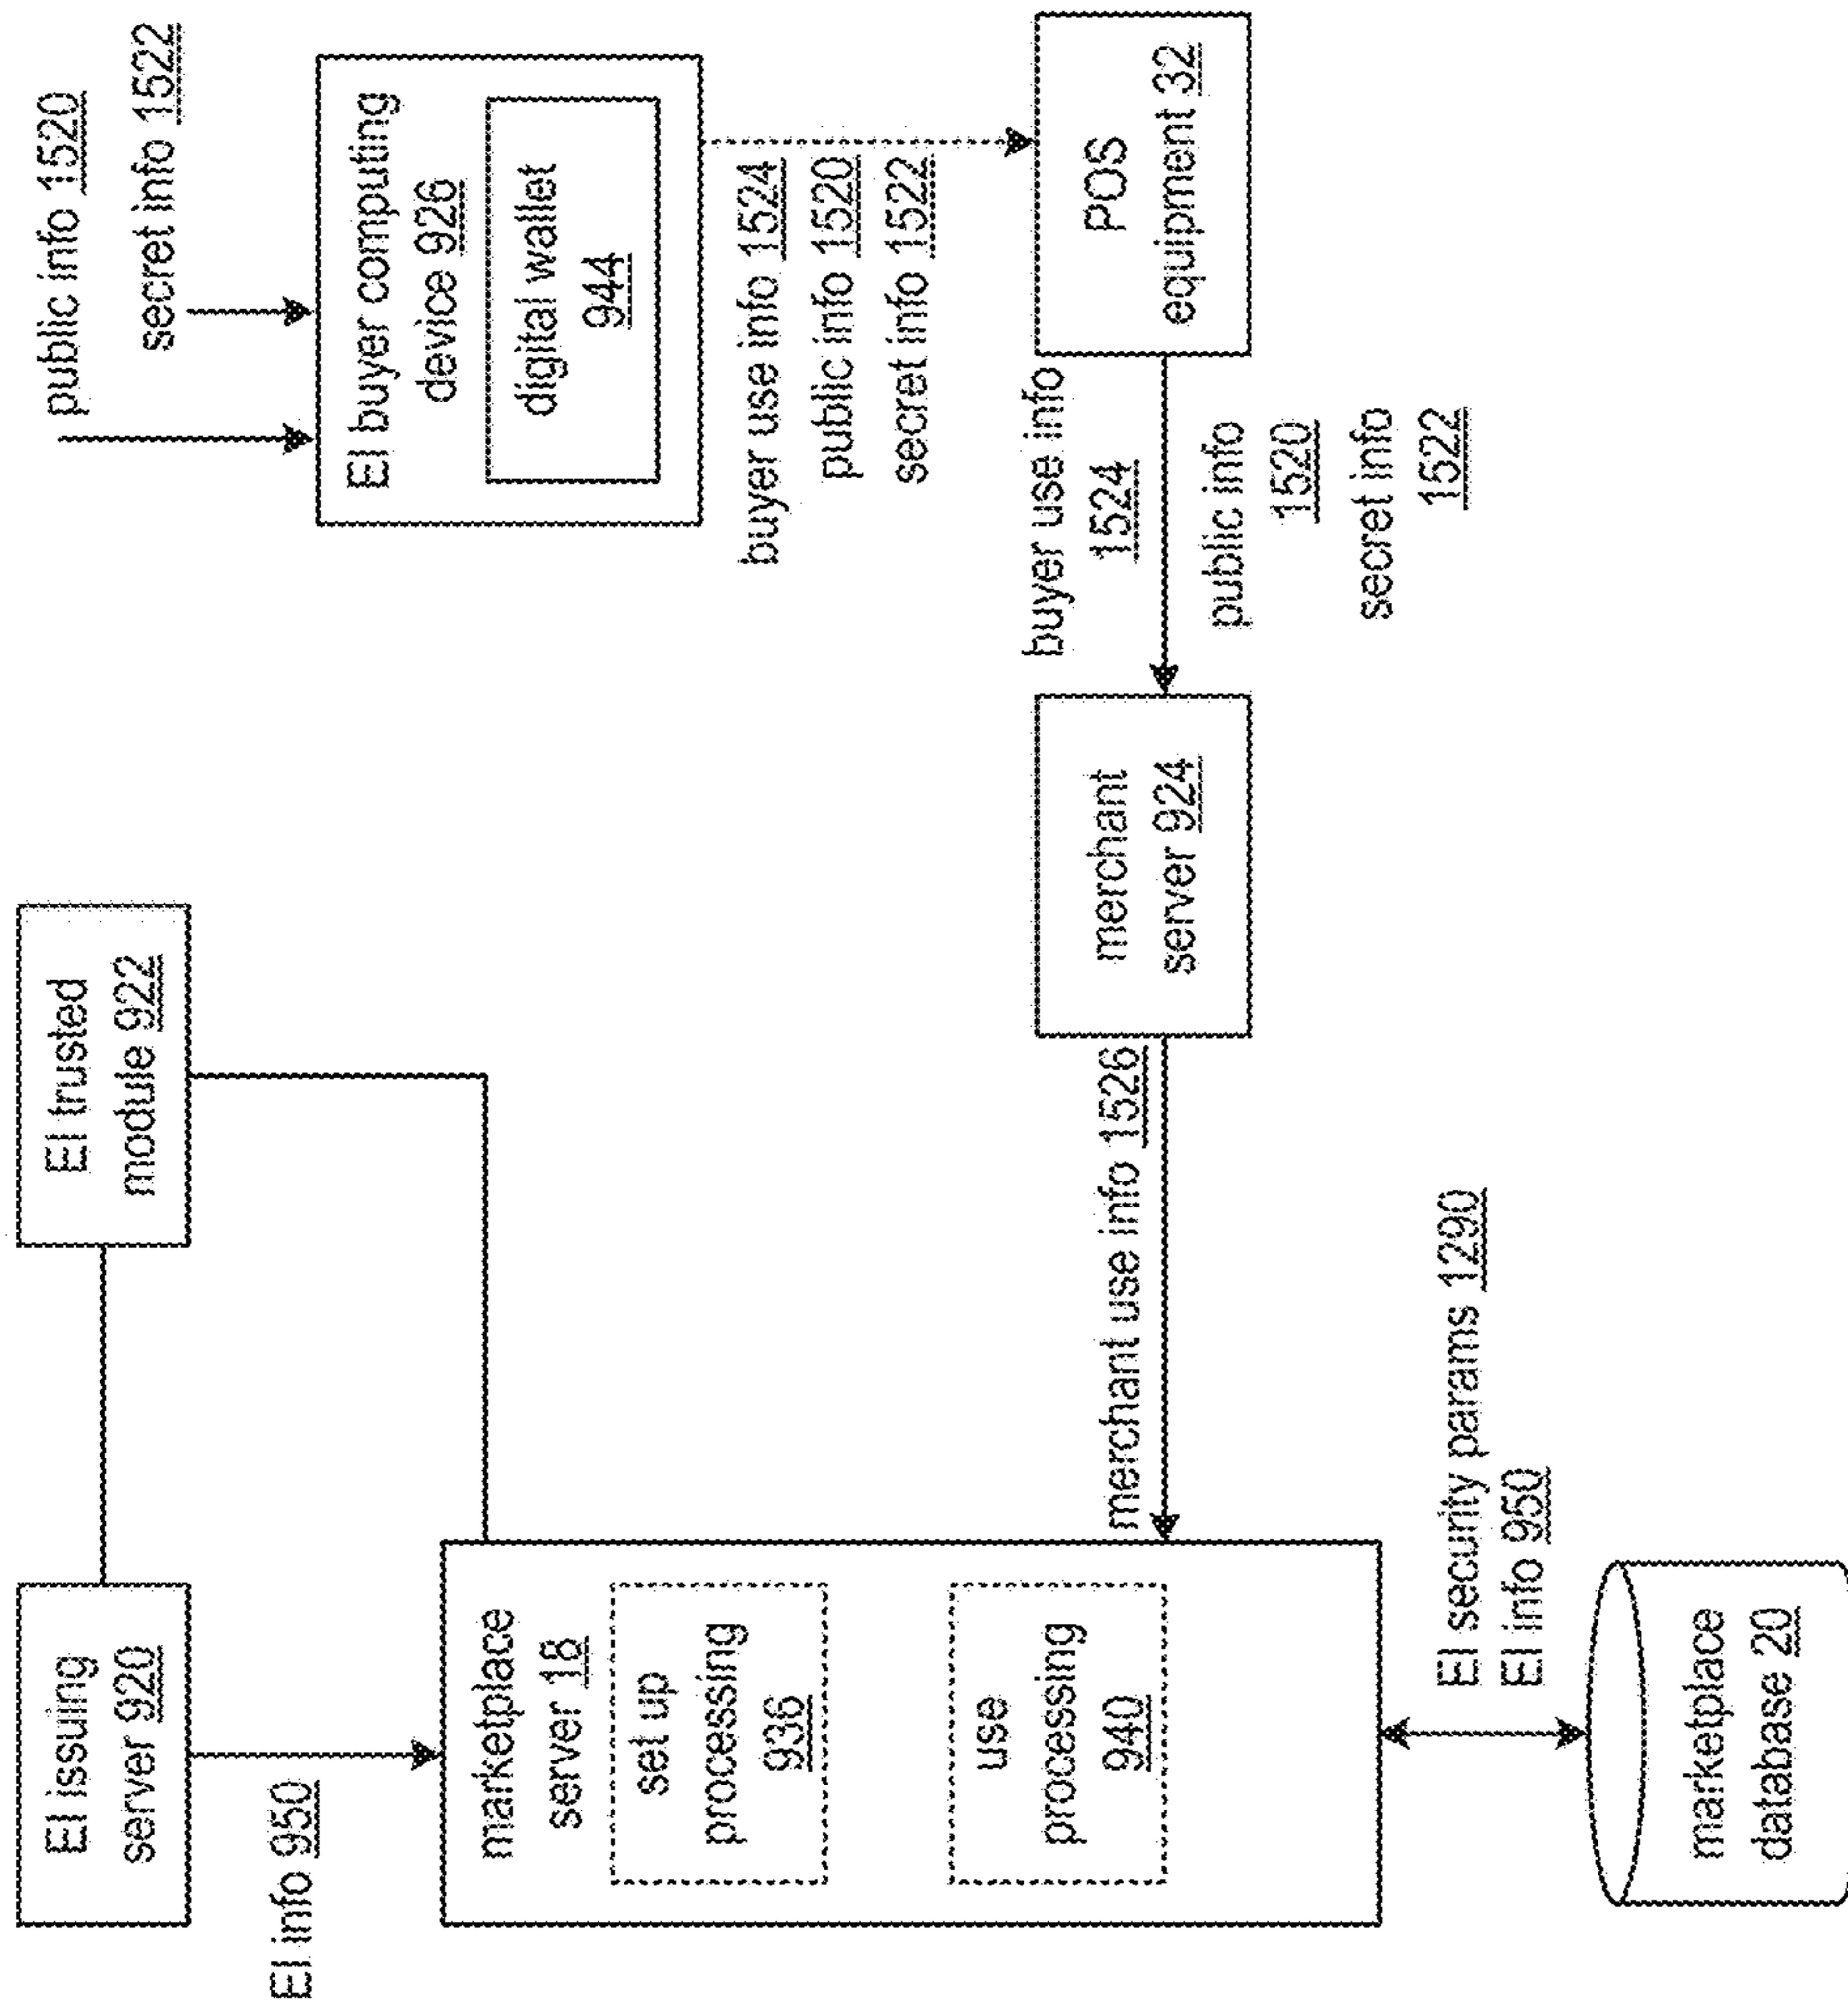 EI issuing
server 920
EI trusted
module 922
public info 1520
secret info 1522
EI info 950
EI buyer computing
device 926
digital wallet
944
marketplace
server 18
set up
processing
936
use
processing
940
buyer use info 1524
public info 1520
secret info 1522
merchant use info 1526
merchant
server 924
buyer use info
1524
public info
1520
secret info
1522
POS
equipment 32
EI security params 1290
EI info 950
marketplace
database 20